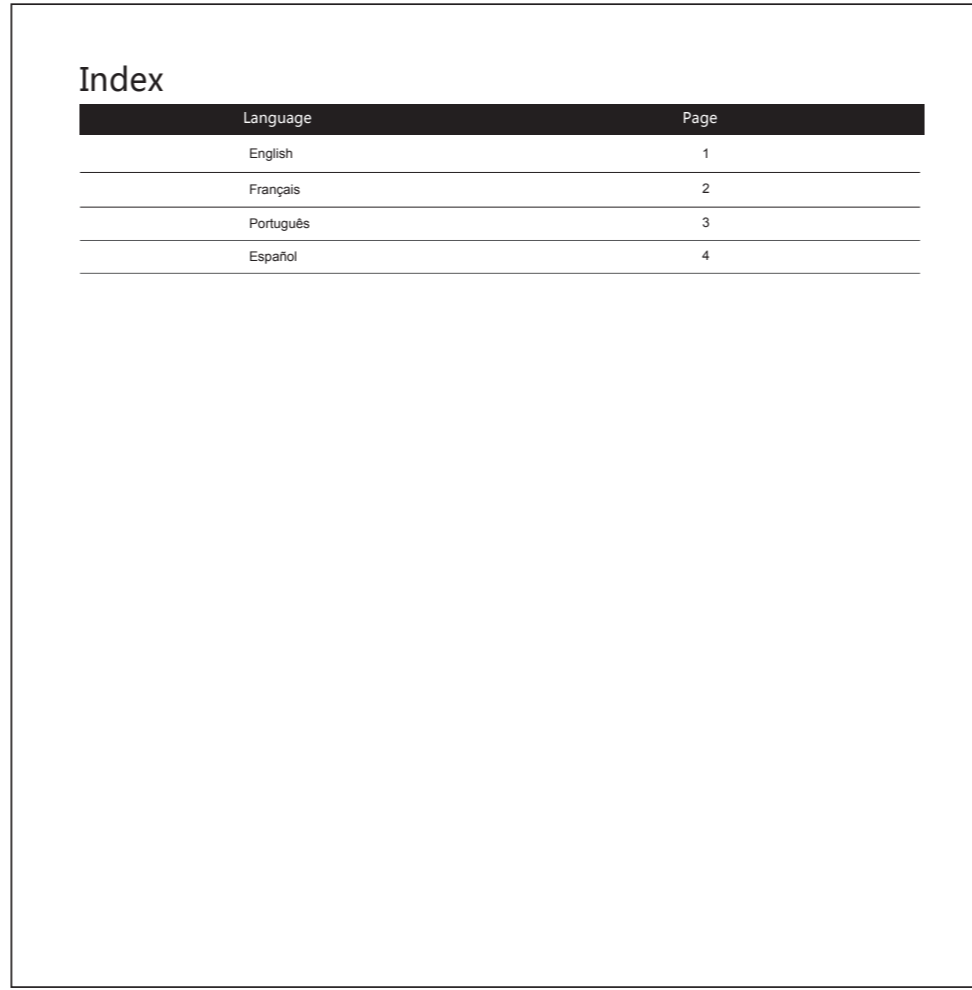 Index
Language Page
English 1
Français 2
Português 3
Español 4